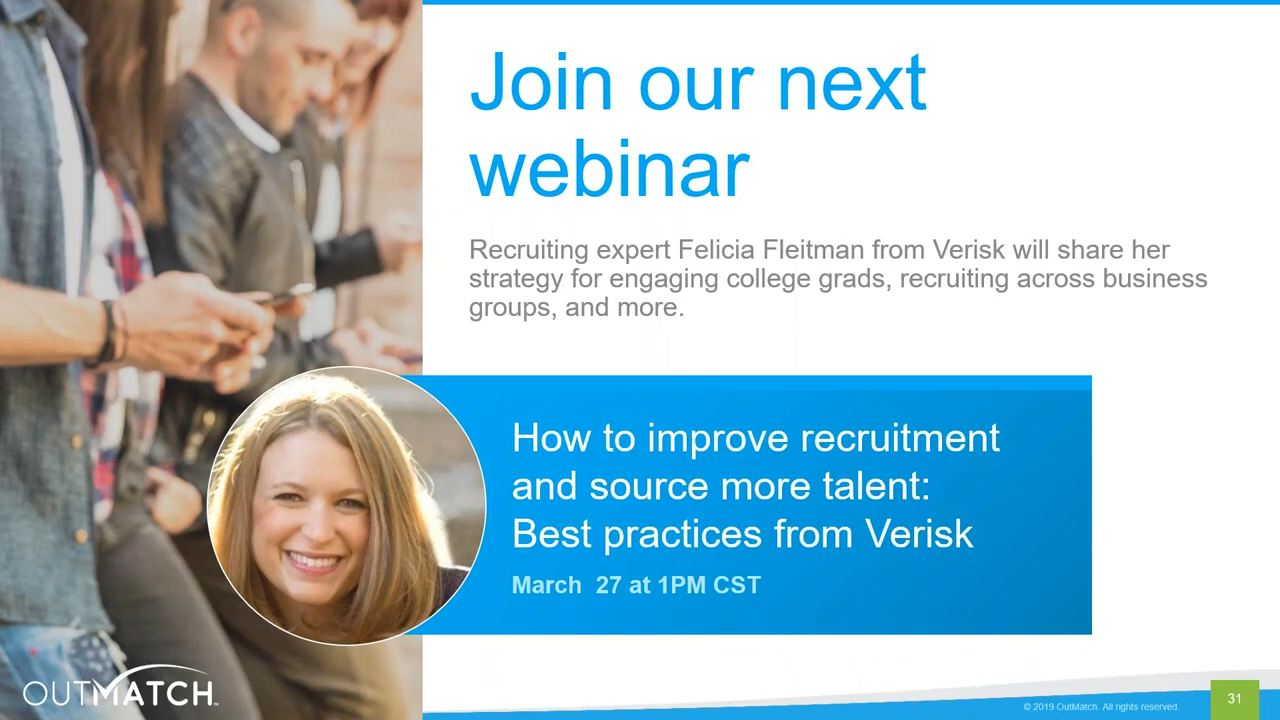 Join our next
webinar
Recruiting expert Felicia Fleitman from Verisk will share her
strategy for engaging college grads, recruiting across business
groups, and more.
How to improve recruitment
and source more talent:
Best practices from Verisk
March  27 at 1PM CST
OUTMATCH™
© 2019 OutMatch. All rights reserved.
31